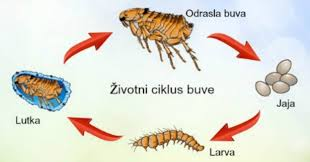 Odrasla buva
Životni ciklus buve
Jaja
Lutka
Larva